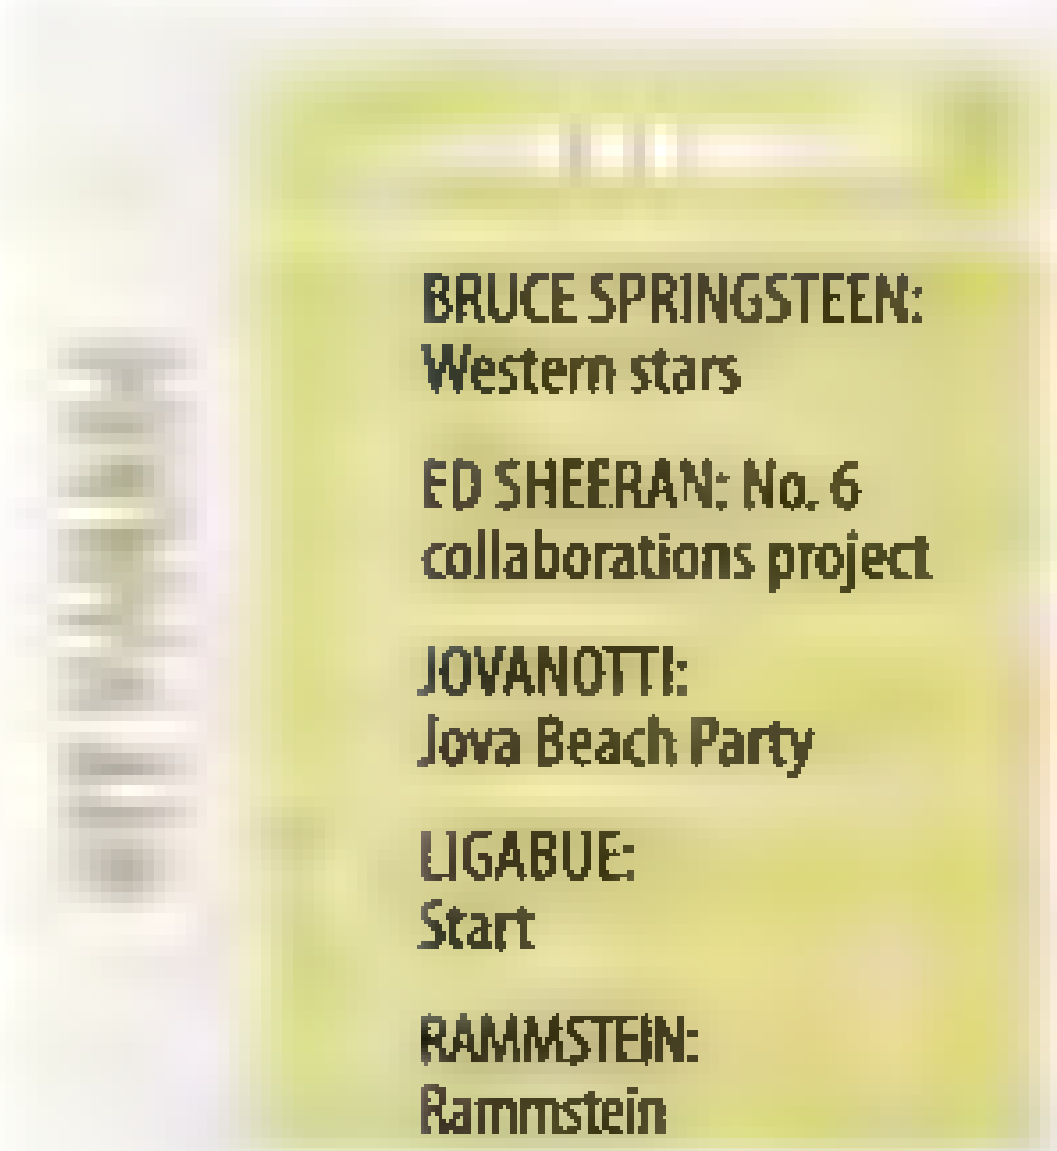 BRUCE SPRINGSTEEN:
Western stars
ED SHEERAN: No. 6
collaborations project
JOVANOTTI:
Jova Beach Party
LIGABUE:
Start
RAMMSTEIN:
Rammstein